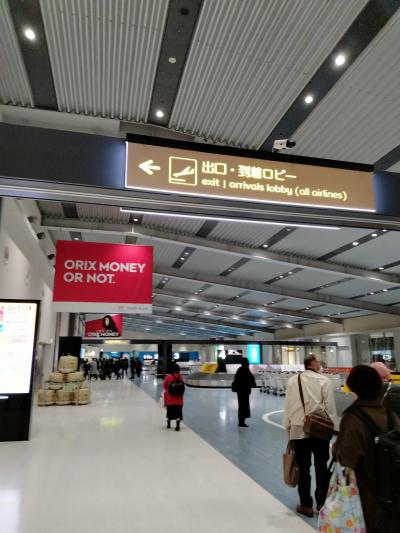 出口・到着ロビー
exit | arrivals lobby (all airlines)
ORIX MONEY
OR NOT.